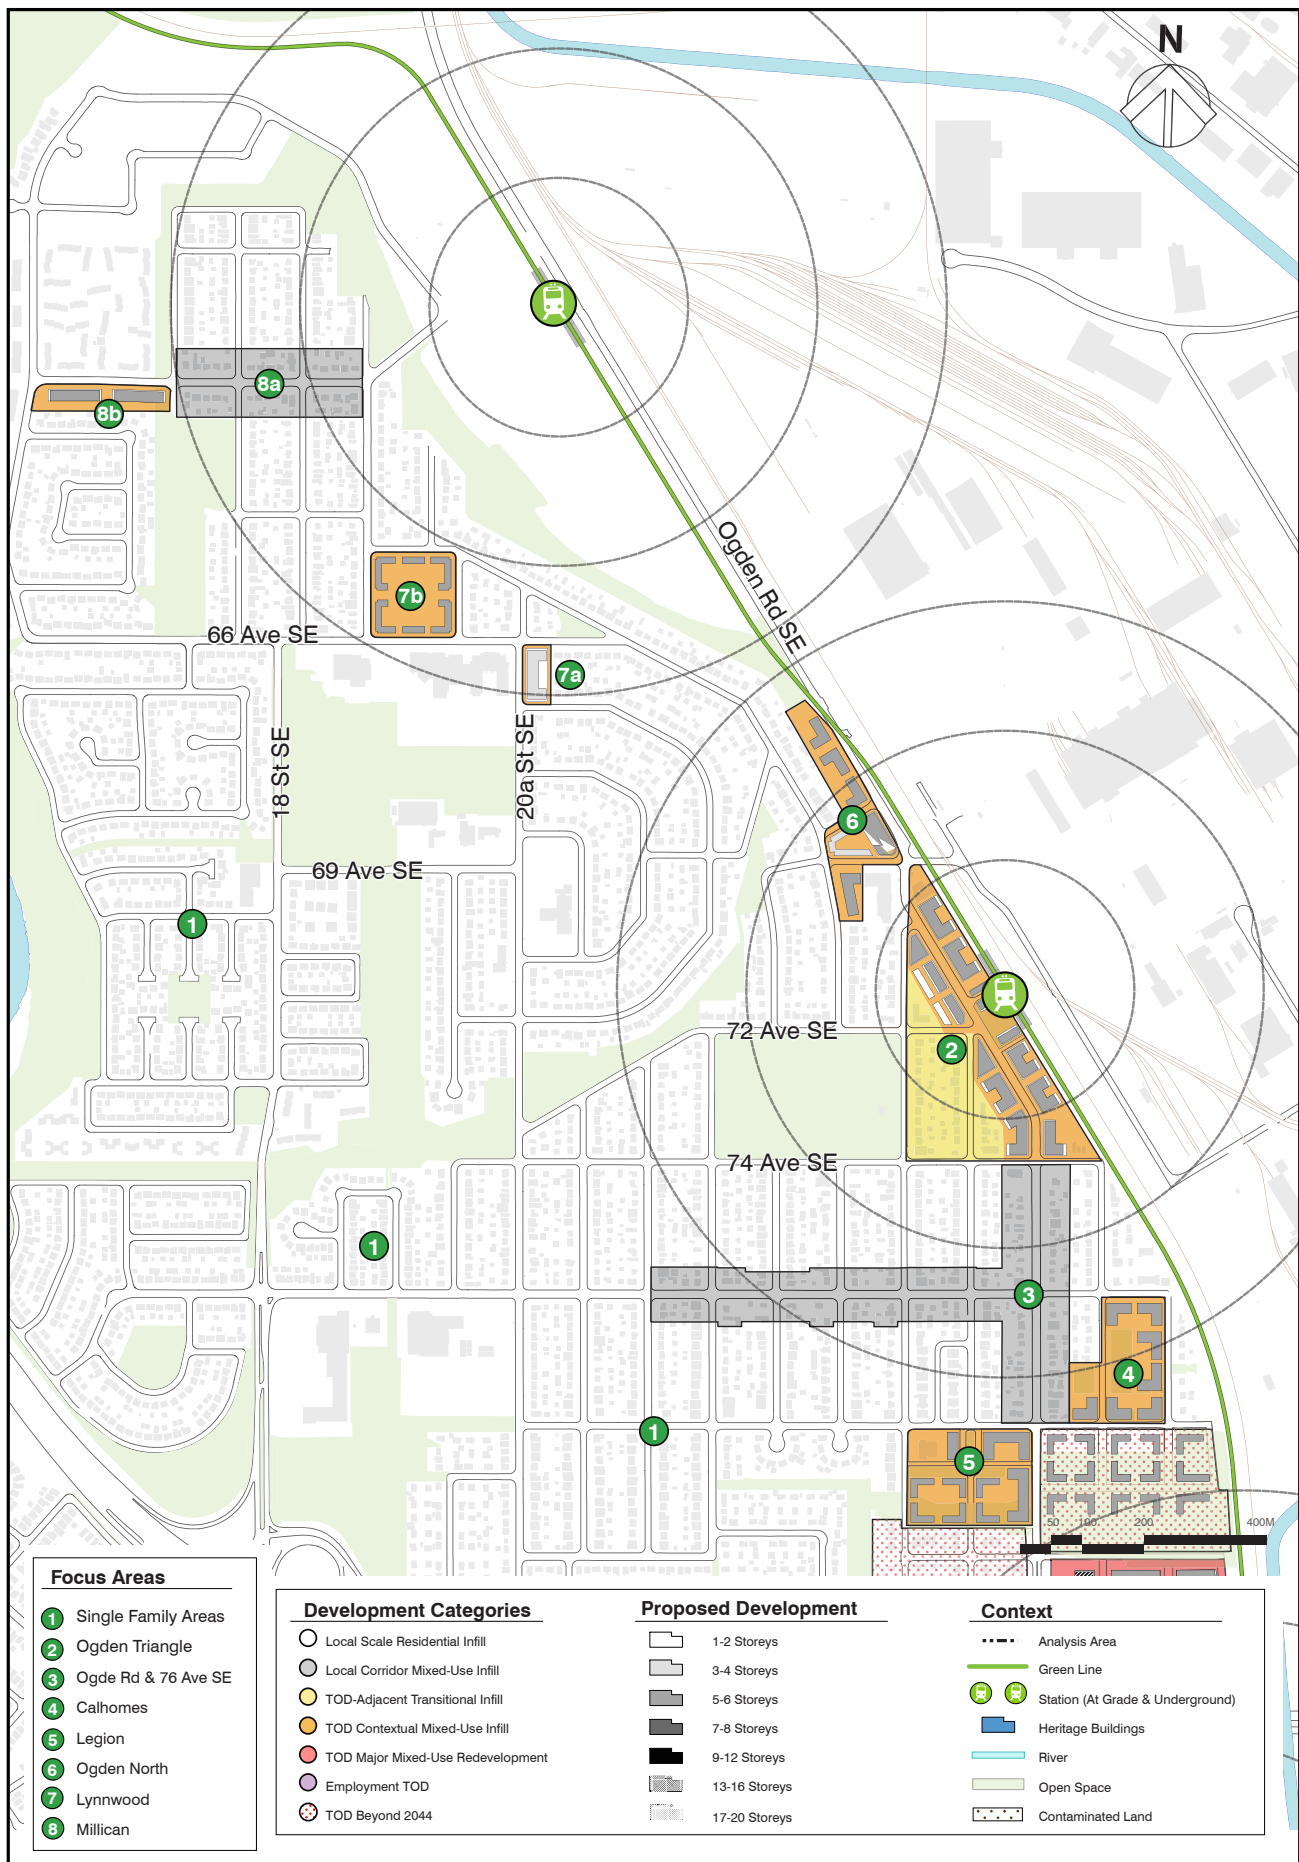 N
8a
8b
Ogden Rd SE
7b
66 Ave SE
7a
18 St SE
20a St SE
6
69 Ave SE
1
72 Ave SE
2
74 Ave SE
1
3
4
1
5
50 100 200 400M
Focus Areas
1 Single Family Areas
2 Ogden Triangle
3 Ogde Rd & 76 Ave SE
4 Calhomes
5 Legion
6 Ogden North
7 Lynnwood
8 Millican
Development Categories
Local Scale Residential Infill
Local Corridor Mixed-Use Infill
TOD-Adjacent Transitional Infill
TOD Contextual Mixed-Use Infill
TOD Major Mixed-Use Redevelopment
Employment TOD
TOD Beyond 2044
Proposed Development
1-2 Storeys
3-4 Storeys
5-6 Storeys
7-8 Storeys
9-12 Storeys
13-16 Storeys
17-20 Storeys
Context
Analysis Area
Green Line
Station (At Grade & Underground)
Heritage Buildings
River
Open Space
Contaminated Land